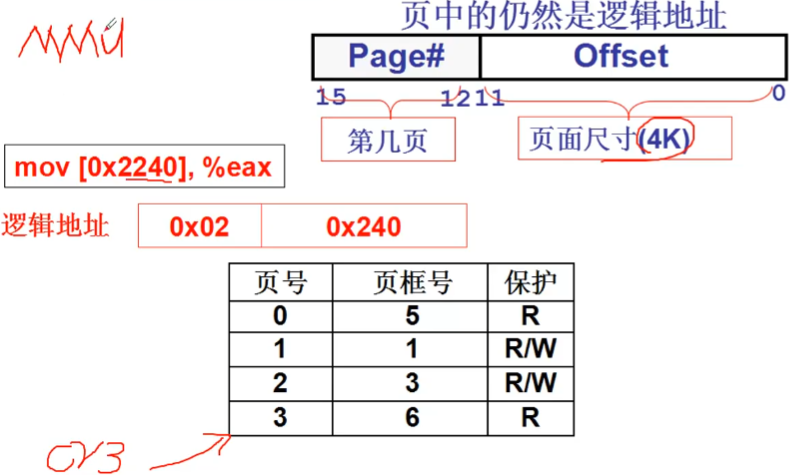 页中的仍然是逻辑地址
MMU
Page# Offset
15 12 11 0
第几页 页面尺寸(4K)
mov [0x2240], %eax
逻辑地址 0x02 0x240
页号 页框号 保护
0 5 R
1 1 R/W
2 3 R/W
3 6 R
CR3